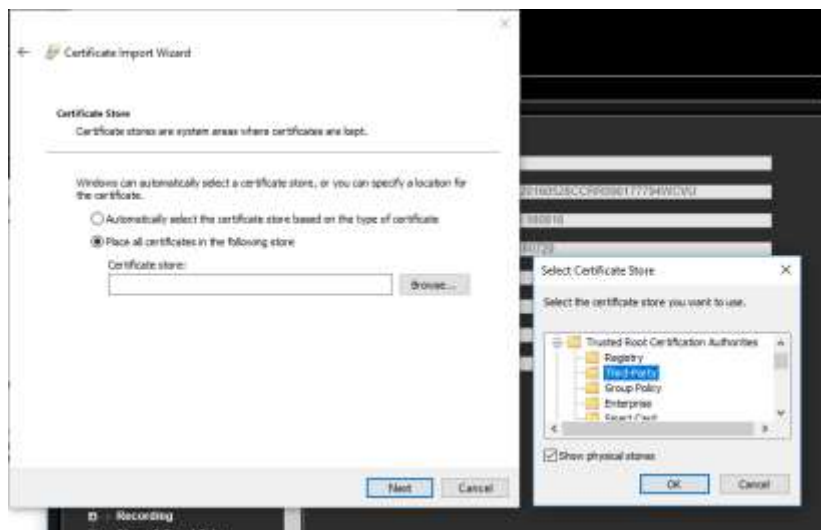 Certificate Import Wizard
Certificate Store
Certificate stores are system areas where certificates are kept.
Windows can automatically select a certificate store, or you can specify a location for
the certificate.
Automatically select the certificate store based on the type of certificate
Place all certificates in the following store
Certificate store:
Browse...
Next
Cancel
Select Certificate Store
Select the certificate store you want to use.
Trusted Root Certification Authorities
Registry
Third-Party
Group Policy
Enterprise
Smart Card
Show physical stores
OK
Cancel
Recording